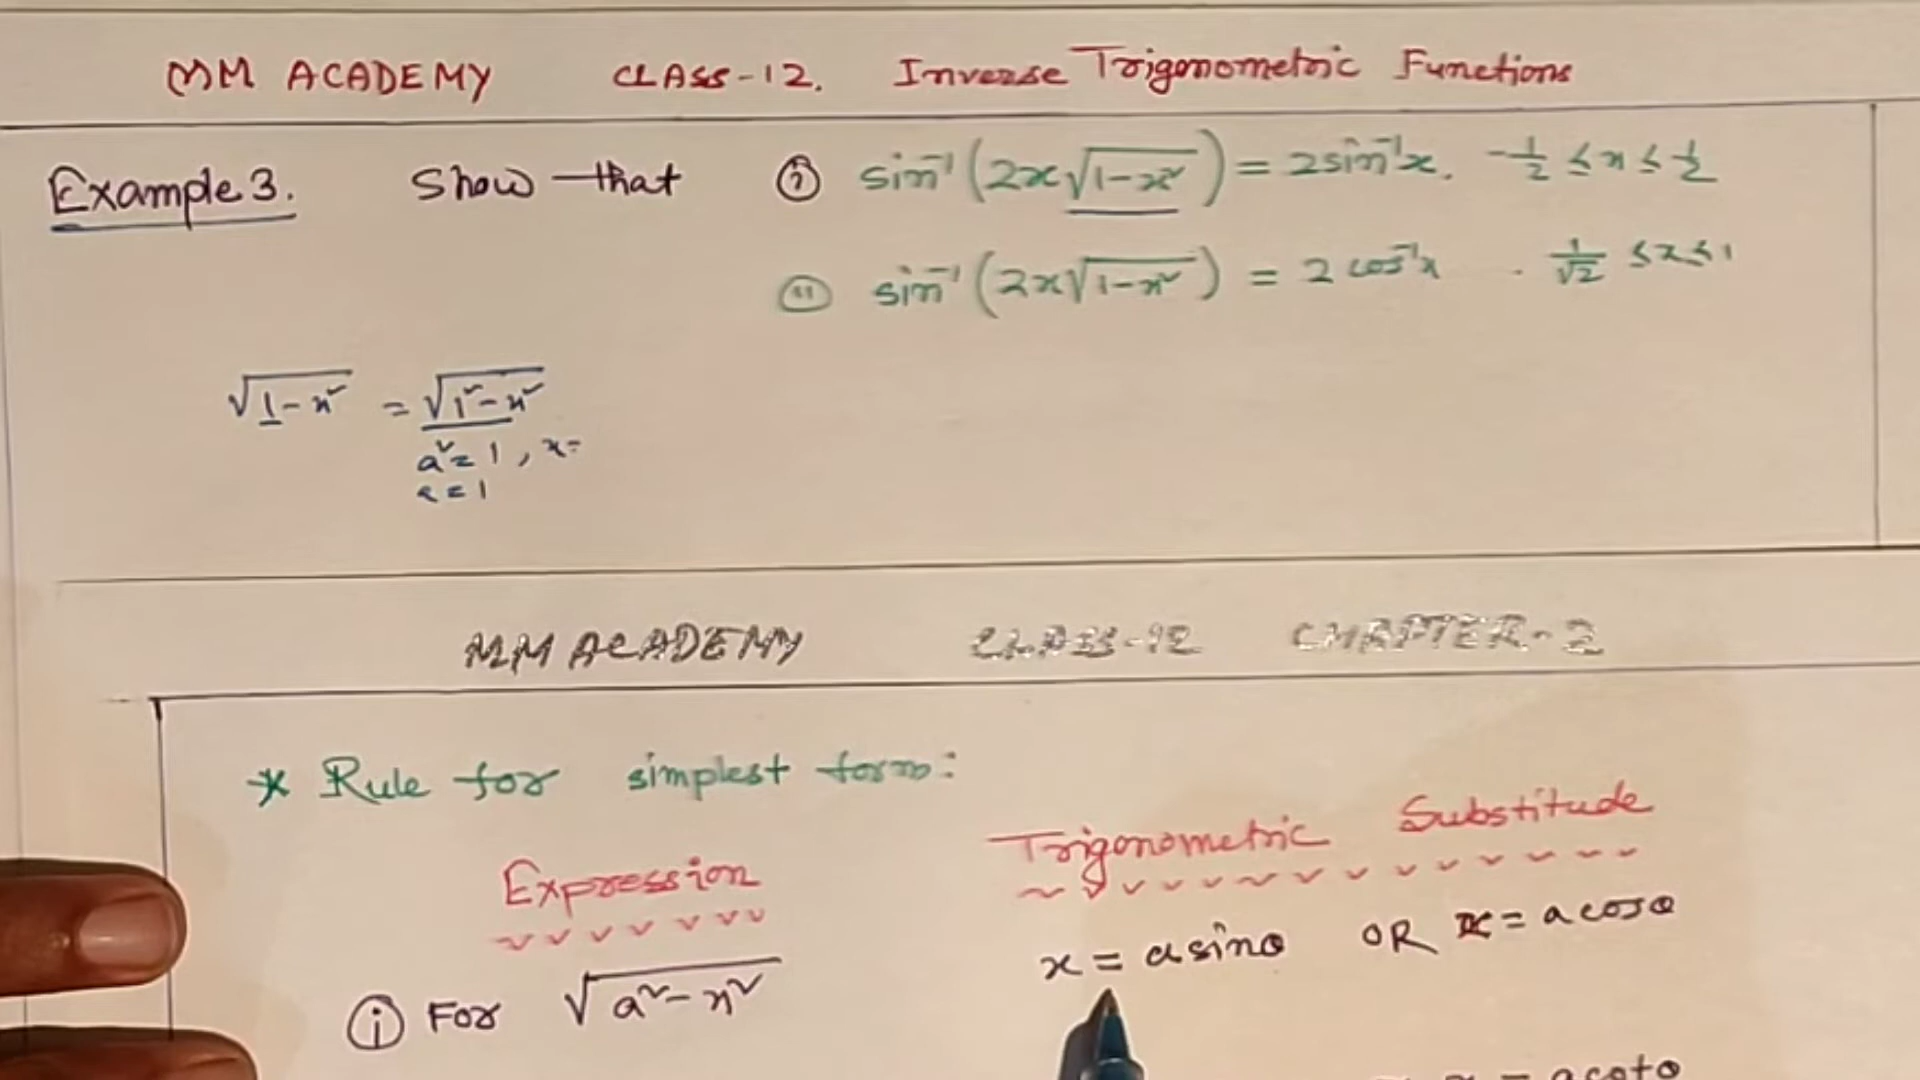 MM ACADEMY CLASS-12. Inverse Trigonometric Functions
Example 3. Show that (i) sin⁻¹(2x√(1-x²)) = 2sin⁻¹x. -1/2 ≤ x ≤ 1/2
(ii) sin⁻¹(2x√(1-x²)) = 2cos⁻¹x . 1/√2 ≤ x ≤ 1
√(1-x²) = √(1²-x²)
a²=1, x=
a=1
MM ACADEMY CLASS-12 CHAPTER-2
* Rule for simplest form:
Expression Trigonometric Substitude
(i) For √(a²-x²) x = a sinθ OR x = a cosθ
= a cotθ